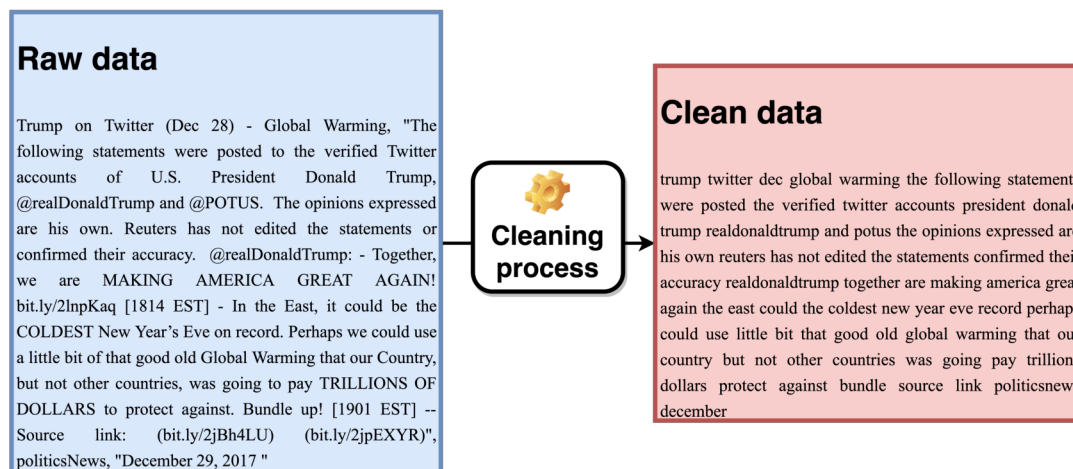 Raw data
Trump on Twitter (Dec 28) - Global Warming, "The
following statements were posted to the verified Twitter
accounts of U.S. President Donald Trump,
@realDonaldTrump and @POTUS. The opinions expressed
are his own. Reuters has not edited the statements or
confirmed their accuracy. @realDonaldTrump: - Together,
we are MAKING AMERICA GREAT AGAIN!
bit.ly/2lnpKaq [1814 EST] - In the East, it could be the
COLDEST New Year’s Eve on record. Perhaps we could use
a little bit of that good old Global Warming that our Country,
but not other countries, was going to pay TRILLIONS OF
DOLLARS to protect against. Bundle up! [1901 EST] --
Source link: (bit.ly/2jBh4LU) (bit.ly/2jpEXYR)",
politicsNews, "December 29, 2017 "
Cleaning
process
Clean data
trump twitter dec global warming the following statement
were posted the verified twitter accounts president donal
trump realdonaldtrump and potus the opinions expressed ar
his own reuters has not edited the statements confirmed thei
accuracy realdonaldtrump together are making america grea
again the east could the coldest new year eve record perhap
could use little bit that good old global warming that ou
country but not other countries was going pay trillion
dollars protect against bundle source link politicsnew
december